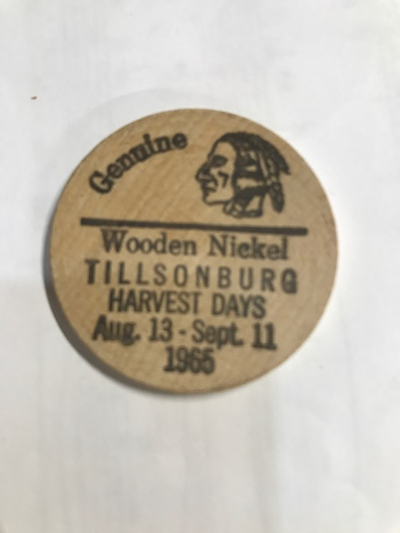 Genuine
Wooden Nickel
TILLSONBURG
HARVEST DAYS
Aug. 13 - Sept. 11
1965